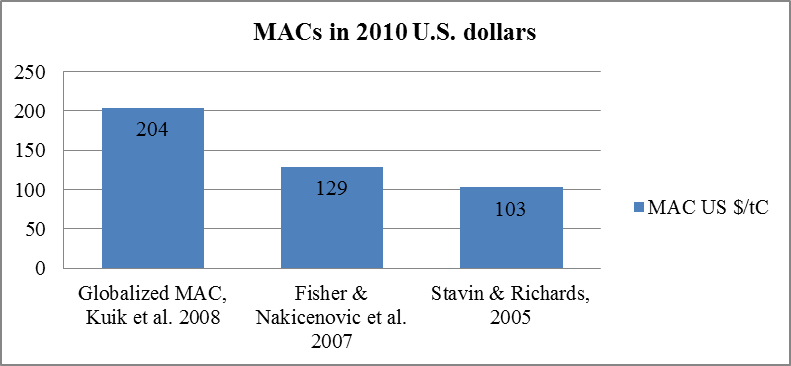 MACs in 2010 U.S. dollars
250
200
150
100
50
0
204
129
103
Globalized MAC,
Kuik et al. 2008
Fisher &
Nakicenovic et al.
2007
Stavin & Richards,
2005
MAC US $/tC